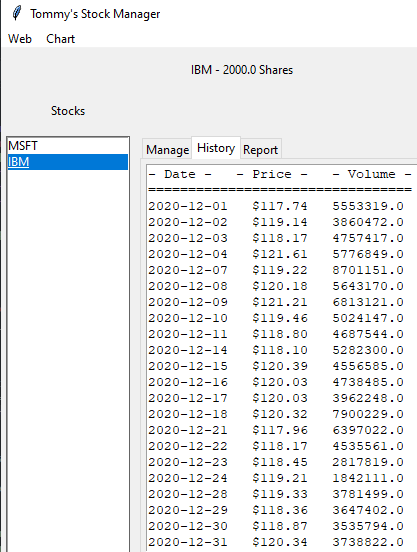 Tommy's Stock Manager
Web Chart
IBM - 2000.0 Shares
Stocks
MSFT
IBM
Manage History Report
- Date - - Price - - Volume -
=================================
2020-12-01 $117.74 5553319.0
2020-12-02 $119.14 3860472.0
2020-12-03 $118.17 4757417.0
2020-12-04 $121.61 5776849.0
2020-12-07 $119.22 8701151.0
2020-12-08 $120.18 5643170.0
2020-12-09 $121.21 6813121.0
2020-12-10 $119.46 5024147.0
2020-12-11 $118.80 4687544.0
2020-12-14 $118.10 5282300.0
2020-12-15 $120.39 4556585.0
2020-12-16 $120.03 4738485.0
2020-12-17 $120.03 3962248.0
2020-12-18 $120.32 7900229.0
2020-12-21 $117.96 6397022.0
2020-12-22 $118.17 4535561.0
2020-12-23 $118.45 2817819.0
2020-12-24 $119.21 1842111.0
2020-12-28 $119.33 3781499.0
2020-12-29 $118.36 3647402.0
2020-12-30 $118.87 3535794.0
2020-12-31 $120.34 3738822.0